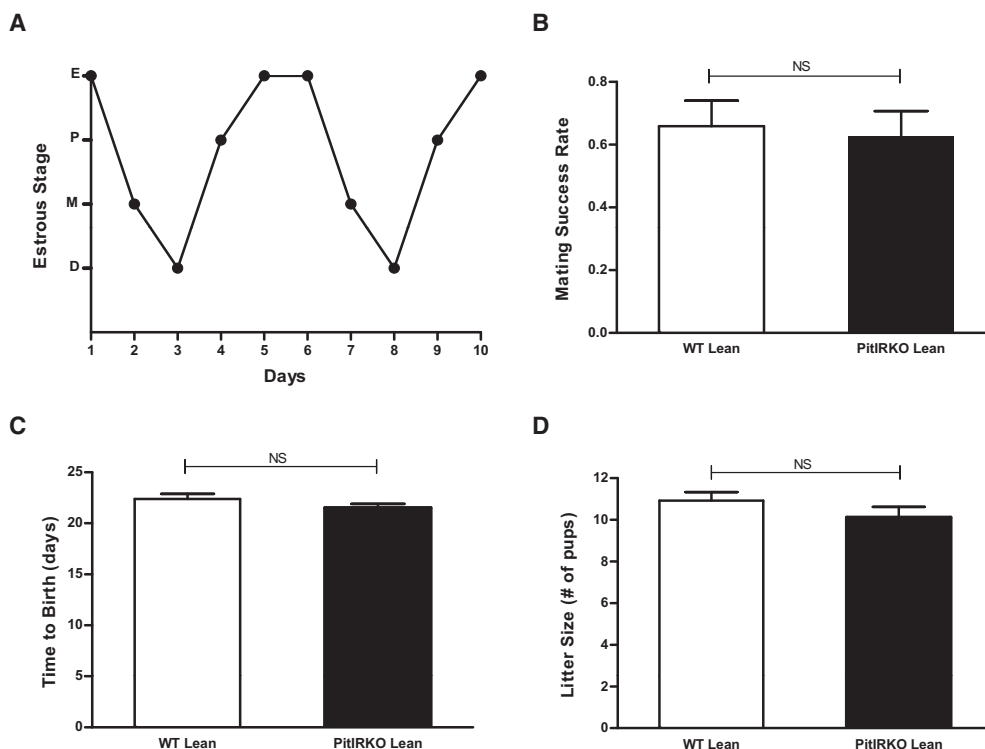 A
Estrous Stage
E
P
M
D
1 2 3 4 5 6 7 8 9 10
Days
B
NS
Mating Success Rate
0.8
0.6
0.4
0.2
0.0
WT Lean PitIRKO Lean
C
NS
Time to Birth (days)
25
20
15
10
5
0
WT Lean PitIRKO Lean
D
NS
Litter Size (# of pups)
12
10
8
6
4
2
0
WT Lean PitIRKO Lean